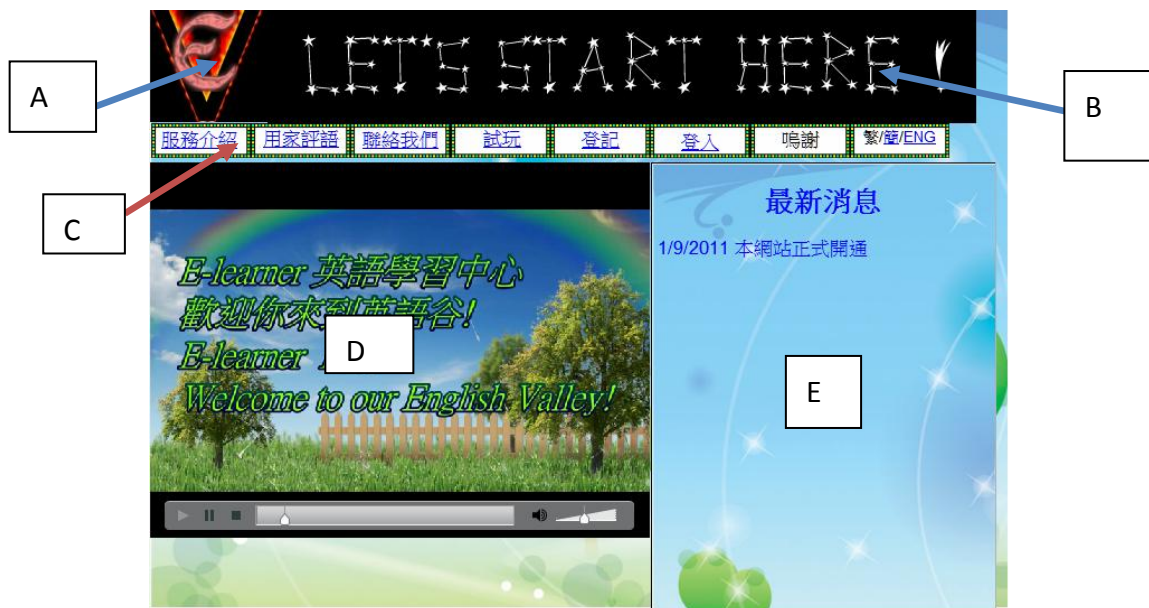 LET'S START HERE !
A
B
服務介紹 用家評語 聯絡我們 試玩 登記 登入 鳴謝 繁/簡/ENG
C
最新消息
1/9/2011 本網站正式開通
E-learner 英語學習中心
歡迎你來到英語谷!
D
E-learner
Welcome to our English Valley!
E